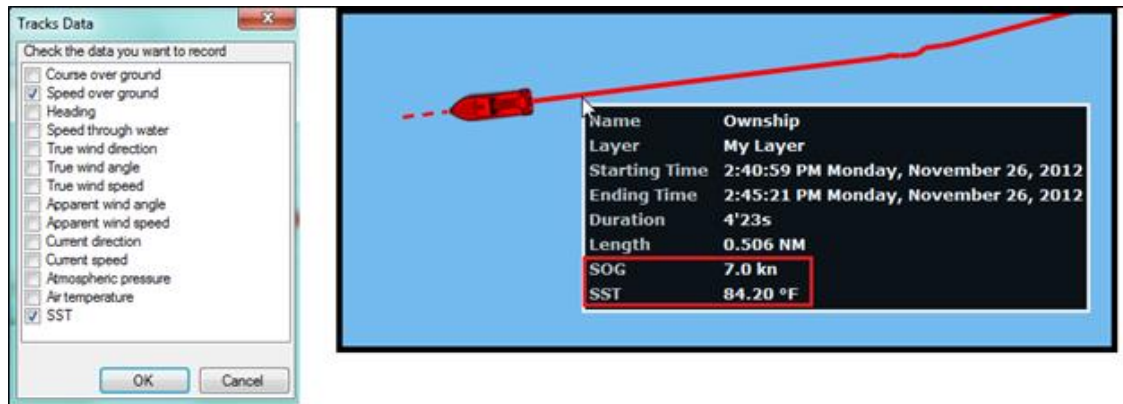 Tracks Data
Check the data you want to record
Course over ground
Speed over ground
Heading
Speed through water
True wind direction
True wind angle
True wind speed
Apparent wind angle
Apparent wind speed
Current direction
Current speed
Atmospheric pressure
Air temperature
SST
OK Cancel
Name Ownship
Layer My Layer
Starting Time 2:40:59 PM Monday, November 26, 2012
Ending Time 2:45:21 PM Monday, November 26, 2012
Duration 4'23s
Length 0.506 NM
SOG 7.0 kn
SST 84.20 °F